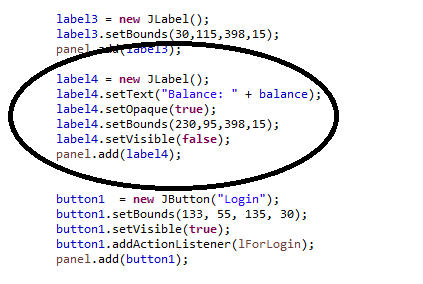 label3 = new JLabel();
label3.setBounds(30,115,398,15);
panel.add(label3);
label4 = new JLabel();
label4.setText("Balance: " + balance);
label4.setOpaque(true);
label4.setBounds(230,95,398,15);
label4.setVisible(false);
panel.add(label4);
button1  = new JButton("Login");
button1.setBounds(133, 55, 135, 30);
button1.setVisible(true);
button1.addActionListener(lForLogin);
panel.add(button1);